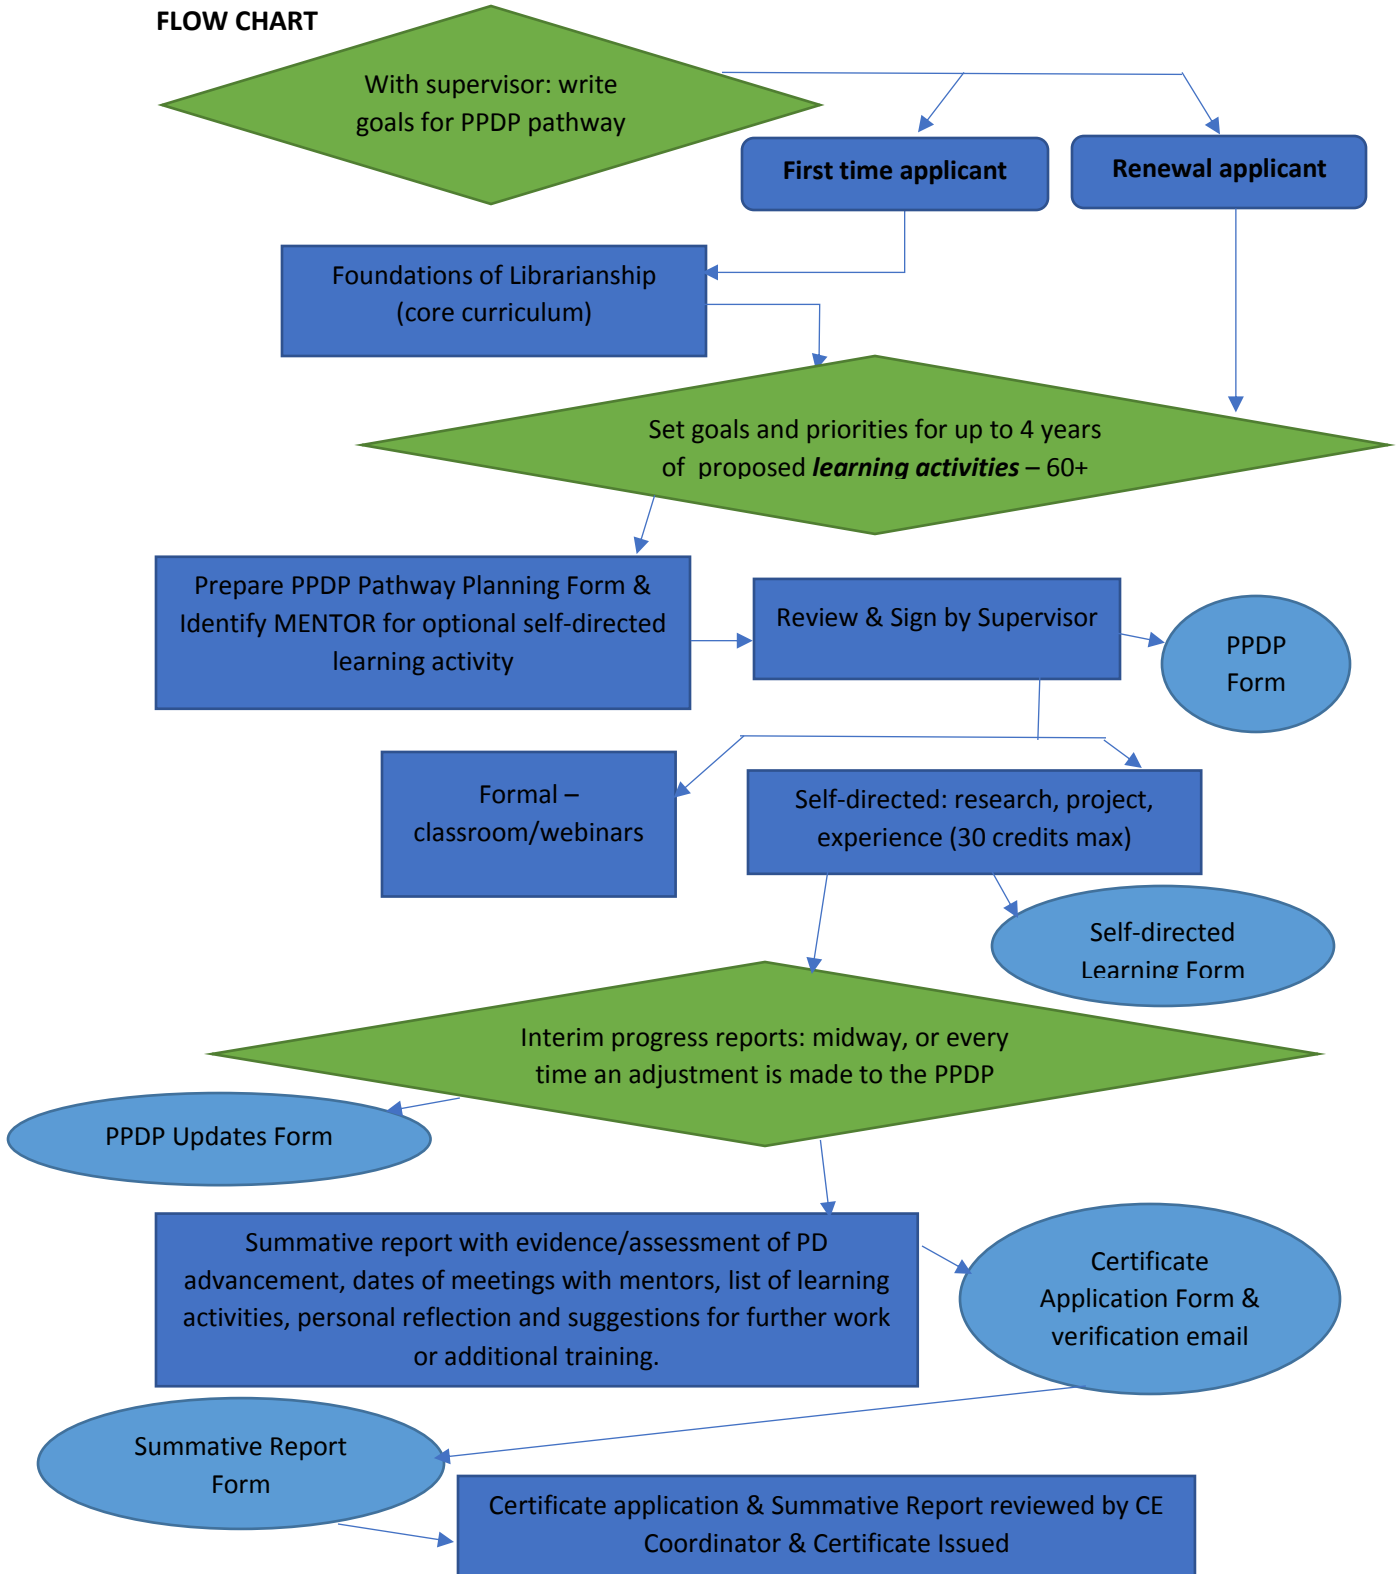 FLOW CHART
With supervisor: write
goals for PPDP pathway
First time applicant
Renewal applicant
Foundations of Librarianship
(core curriculum)
Set goals and priorities for up to 4 years
of  proposed learning activities – 60+
Prepare PPDP Pathway Planning Form &
Identify MENTOR for optional self-directed
learning activity
Review & Sign by Supervisor
PPDP
Form
Formal –
classroom/webinars
Self-directed: research, project,
experience (30 credits max)
Self-directed
Learning Form
Interim progress reports: midway, or every
time an adjustment is made to the PPDP
PPDP Updates Form
Summative report with evidence/assessment of PD
advancement, dates of meetings with mentors, list of learning
activities, personal reflection and suggestions for further work
or additional training.
Certificate
Application Form &
verification email
Summative Report
Form
Certificate application & Summative Report reviewed by CE
Coordinator & Certificate Issued